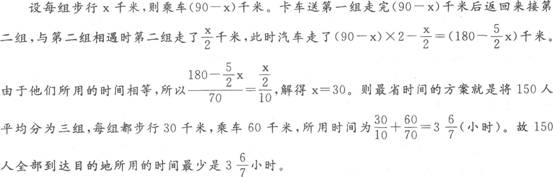 设每组步行 x 千米,则乘车(90－x)千米。卡车送第一组走完(90－x)千米后返回来接第
二组,与第二组相遇时第二组走了 x/2 千米,此时汽车走了(90－x)×2－x/2=(180－5/2x)千米。
由于他们所用的时间相等,所以 (180－5/2x)/70=(x/2)/10,解得 x=30。则最省时间的方案就是将 150 人
平均分为三组,每组都步行 30 千米,乘车 60 千米,所用时间为 30/10+60/70=3 6/7(小时)。故 150
人全部到达目的地所用的时间最少是 3 6/7 小时。